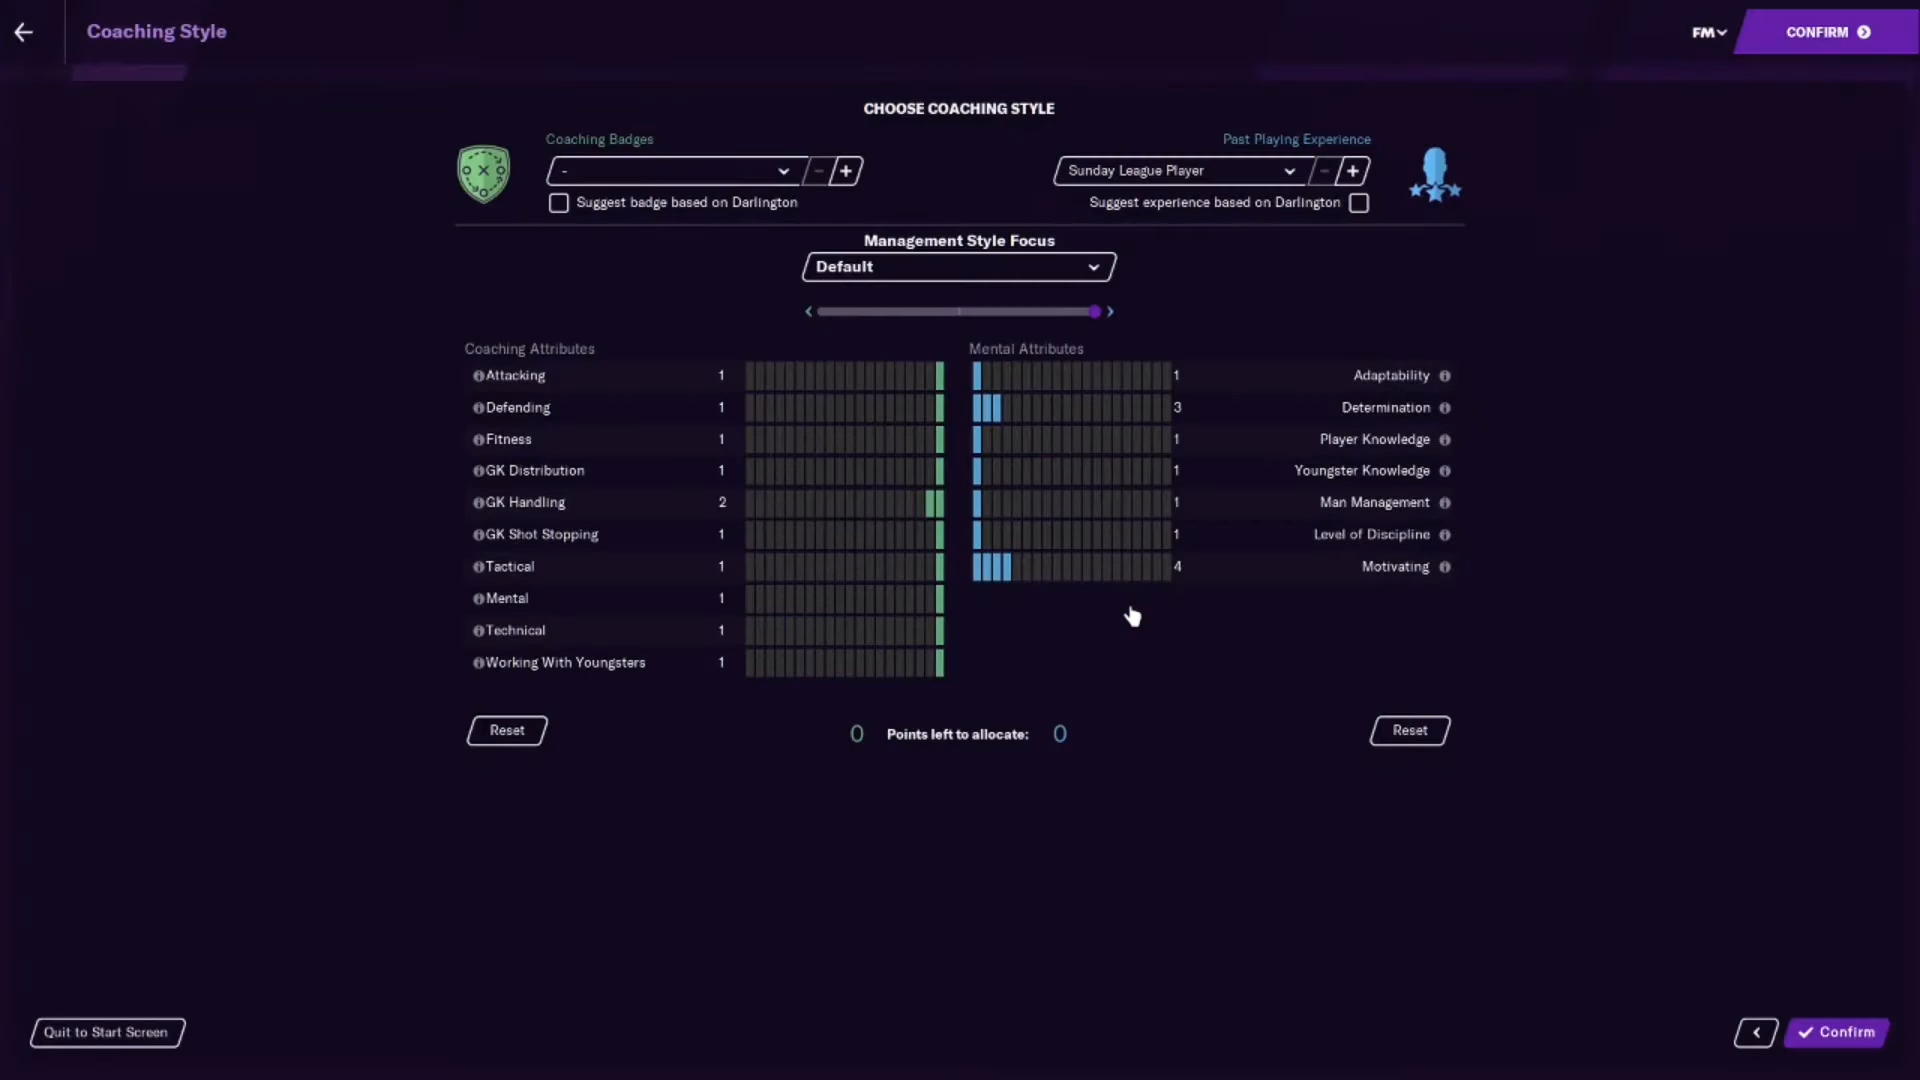 Coaching Style
FM
CONFIRM
CHOOSE COACHING STYLE
Coaching Badges
Past Playing Experience
-
Sunday League Player
Suggest badge based on Darlington
Suggest experience based on Darlington
Management Style Focus
Default
Coaching Attributes
Mental Attributes
Attacking 1
1 Adaptability
Defending 1
3 Determination
Fitness 1
1 Player Knowledge
GK Distribution 1
1 Youngster Knowledge
GK Handling 2
1 Man Management
GK Shot Stopping 1
1 Level of Discipline
Tactical 1
4 Motivating
Mental 1
Technical 1
Working With Youngsters 1
Reset
0 Points left to allocate: 0
Reset
Quit to Start Screen
Confirm